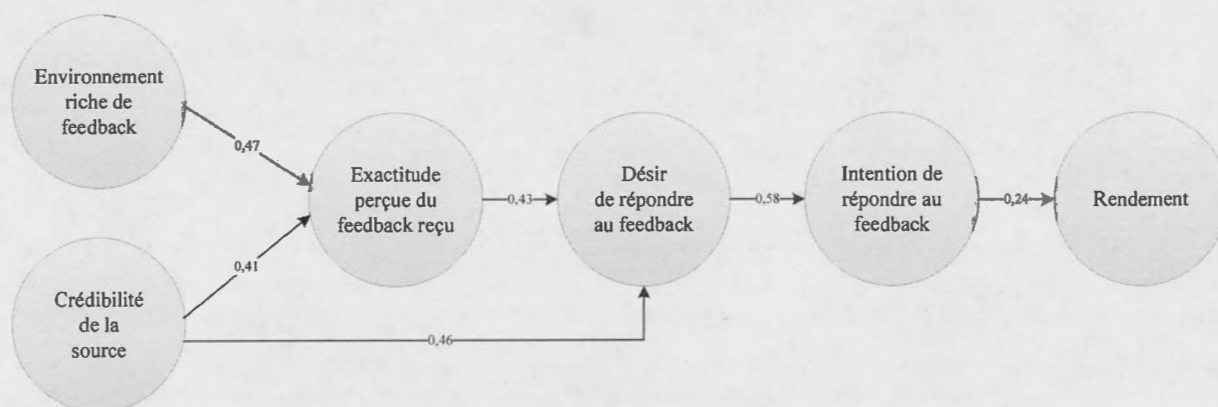 Environnement
riche de
feedback
0,47
Exactitude
perçue du
feedback reçu
0,43
Désir
de répondre
au feedback
0,58
Intention de
répondre au
feedback
0,24
Rendement
0,41
Crédibilité
de la
source
0,46